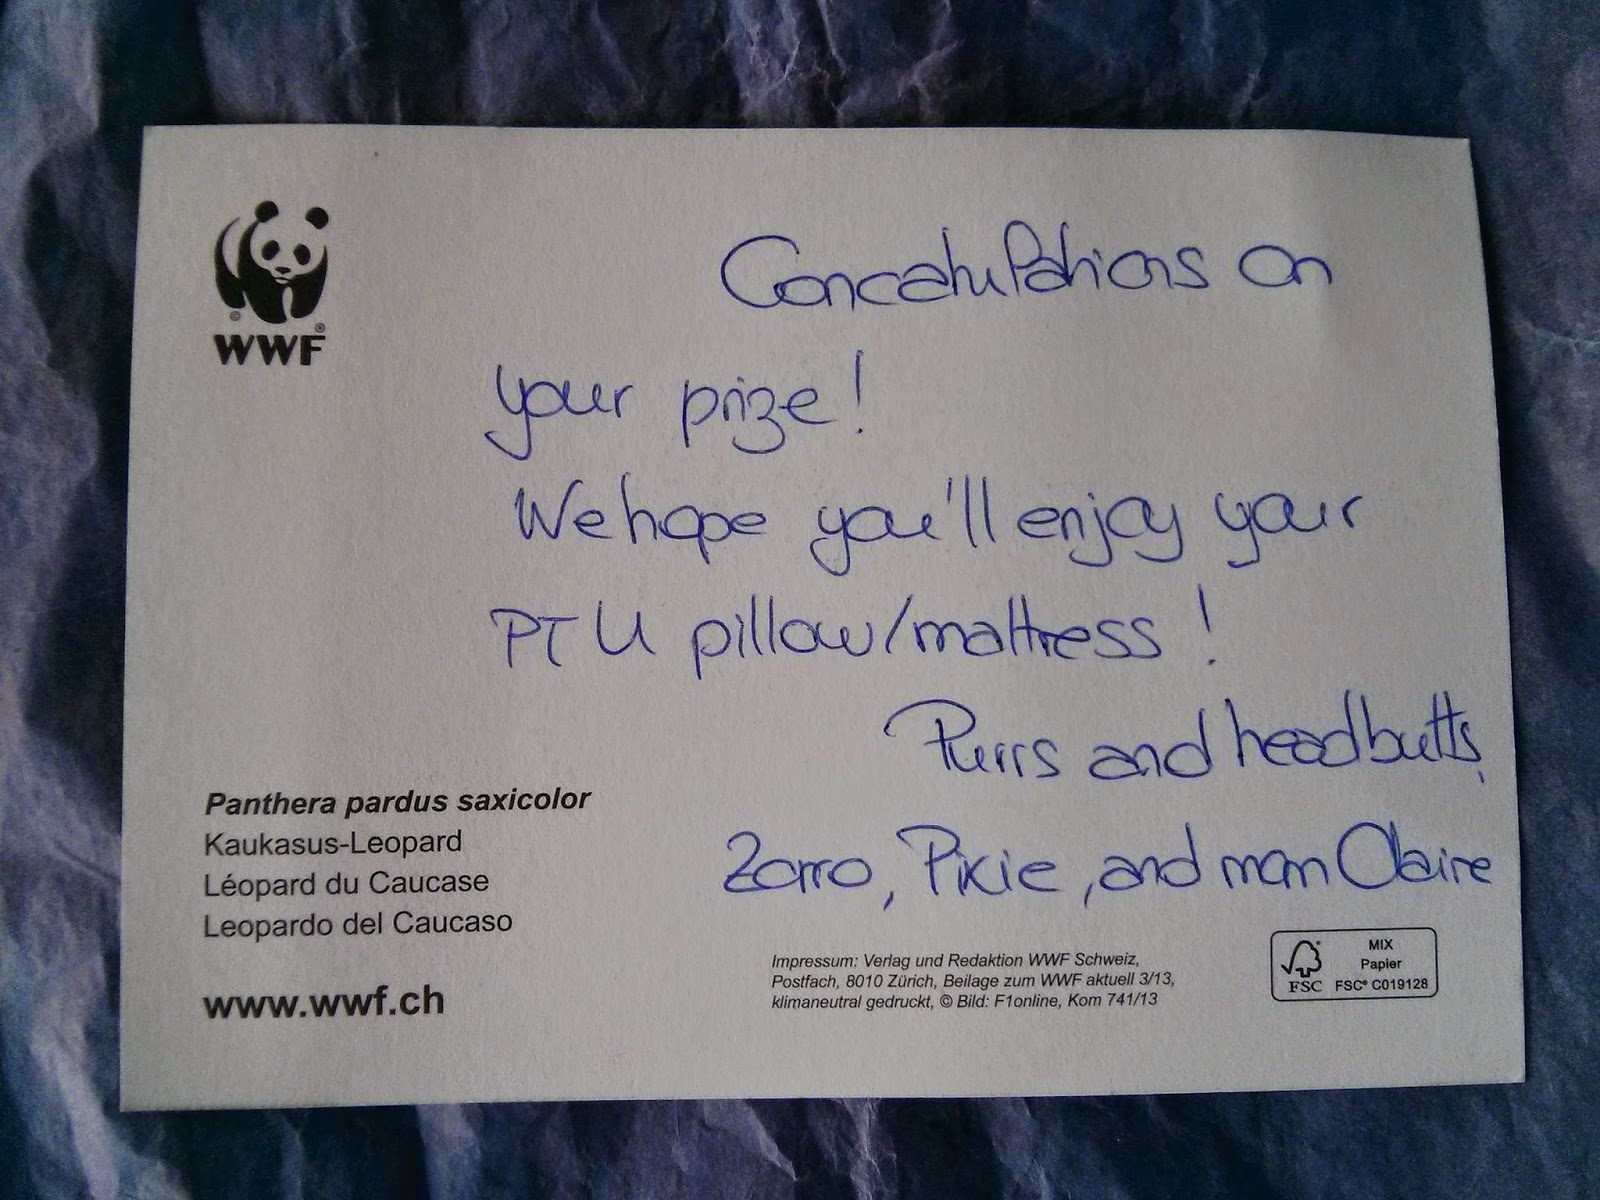 Concatulations on
your prize!
We hope you'll enjoy your
PTU pillow/mattress!
Purrs and headbutts,
Zorro, Pixie, and mom Claire
© ®
WWF
Panthera pardus saxicolor
Kaukasus-Leopard
Léopard du Caucase
Leopardo del Caucaso
www.wwf.ch
Impressum: Verlag und Redaktion WWF Schweiz,
Postfach, 8010 Zürich, Beilage zum WWF aktuell 3/13,
klimaneutral gedruckt, © Bild: F1online, Kom 741/13
MIX
Papier
FSC FSC® C019128